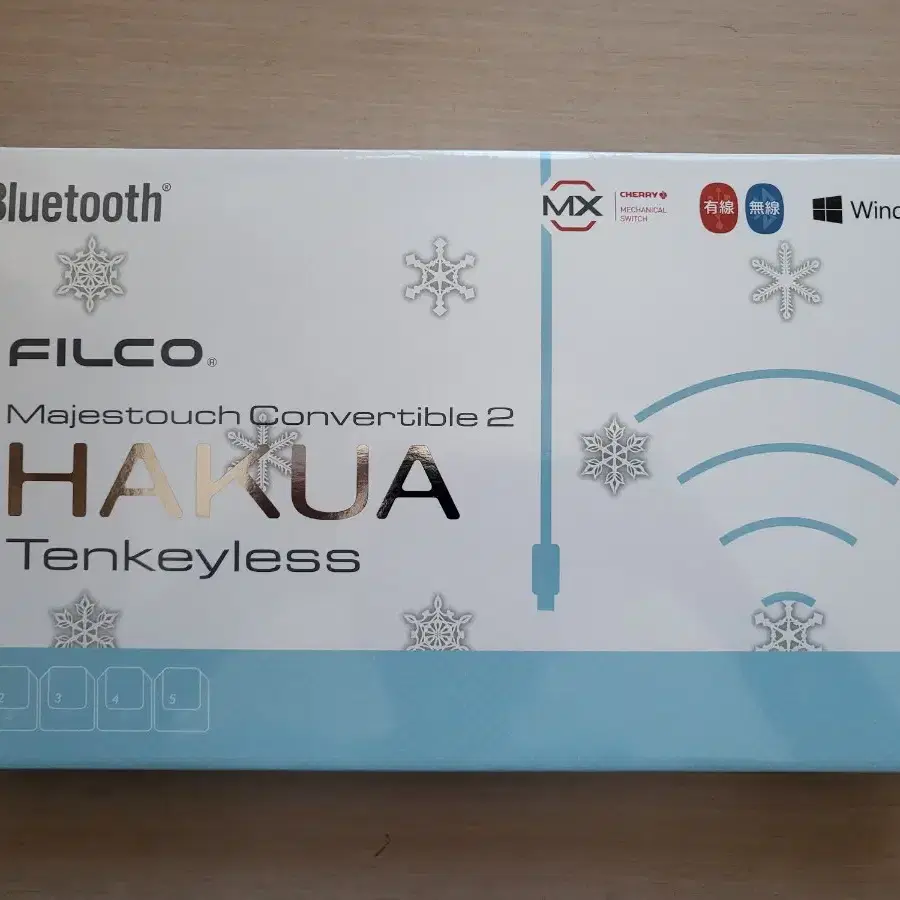 Bluetooth®
MX
CHERRY
MECHANICAL
SWITCH
有線
無線
Wind
FILCO®
Majestouch Convertible 2
HAKUA
Tenkeyless
2 3 4 5